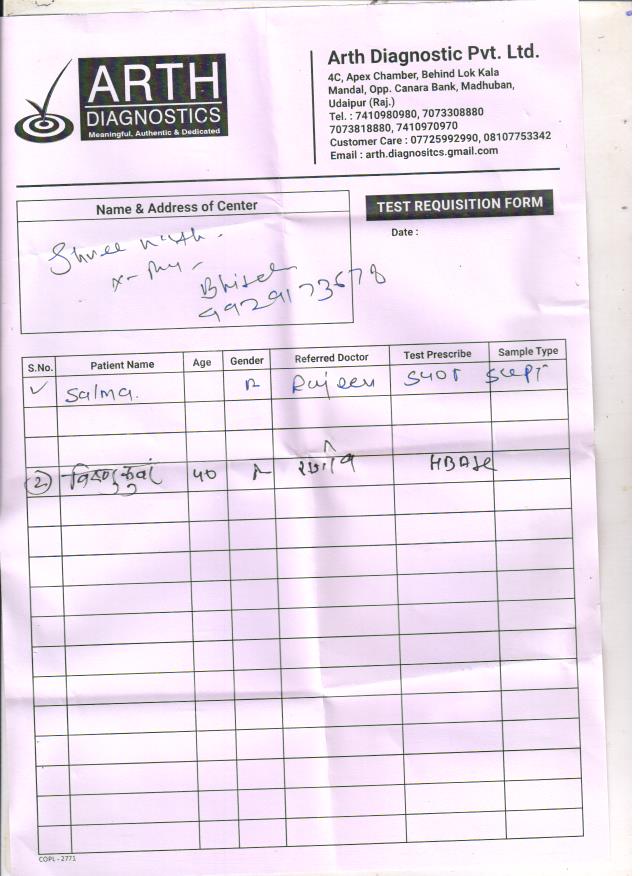 ARTH
DIAGNOSTICS
Meaningful, Authentic & Dedicated
Arth Diagnostic Pvt. Ltd.
4C, Apex Chamber, Behind Lok Kala
Mandal, Opp. Canara Bank, Madhuban,
Udaipur (Raj.)
Tel. : 7410980980, 7073308880
7073818880, 7410970970
Customer Care : 07725992990, 08107753342
Email : arth.diagnositcs.gmail.com
Name & Address of Center
TEST REQUISITION FORM
Date :
Shree
x-Ray
9929173678
S.No. Patient Name Age Gender Referred Doctor Test Prescribe Sample Type
Salma.
2 40 HBA1c
COPL - 2771